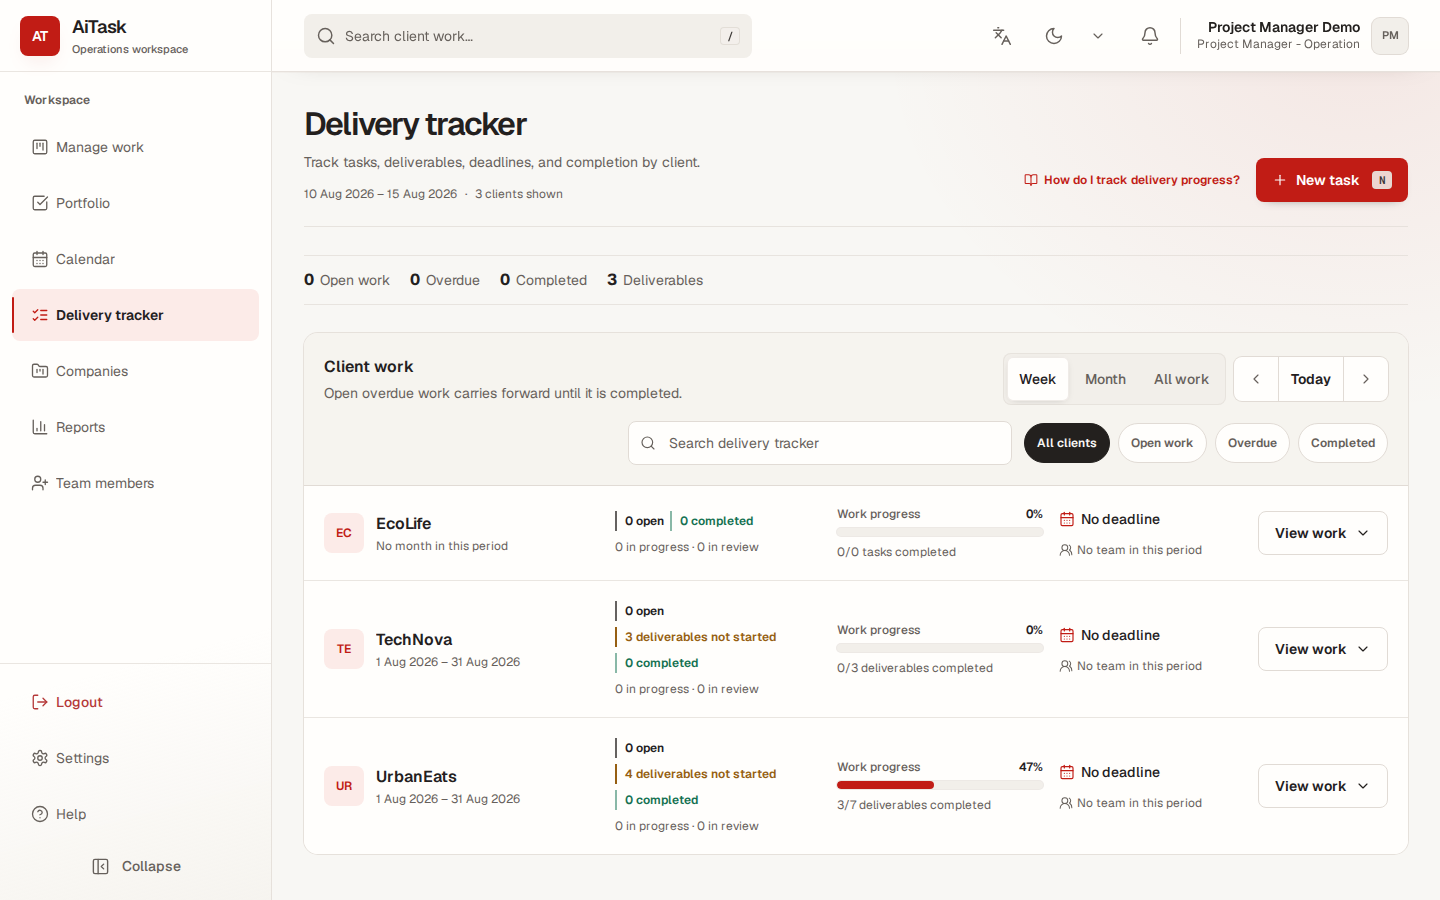 AT
AiTask
Operations workspace
Search client work...
/
Project Manager Demo
Project Manager - Operation
PM
Workspace
Manage work
Portfolio
Calendar
Delivery tracker
Companies
Reports
Team members
Logout
Settings
Help
Collapse
Delivery tracker
Track tasks, deliverables, deadlines, and completion by client.
10 Aug 2026 – 15 Aug 2026 · 3 clients shown
How do I track delivery progress?
New task N
0 Open work 0 Overdue 0 Completed 3 Deliverables
Client work
Open overdue work carries forward until it is completed.
Week Month All work
Today
Search delivery tracker
All clients Open work Overdue Completed
EC
EcoLife
No month in this period
0 open 0 completed
0 in progress · 0 in review
Work progress 0%
0/0 tasks completed
No deadline
No team in this period
View work
TE
TechNova
1 Aug 2026 – 31 Aug 2026
0 open
3 deliverables not started
0 completed
0 in progress · 0 in review
Work progress 0%
0/3 deliverables completed
No deadline
No team in this period
View work
UR
UrbanEats
1 Aug 2026 – 31 Aug 2026
0 open
4 deliverables not started
0 completed
0 in progress · 0 in review
Work progress 47%
3/7 deliverables completed
No deadline
No team in this period
View work